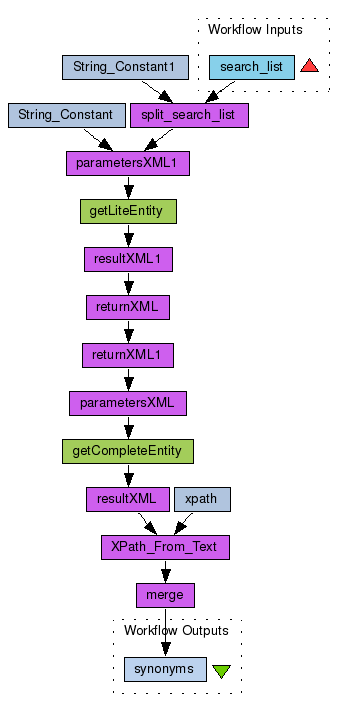 Workflow Inputs
String_Constant1
search_list
String_Constant
split_search_list
parametersXML1
getLiteEntity
resultXML1
returnXML
returnXML1
parametersXML
getCompleteEntity
resultXML
xpath
XPath_From_Text
merge
Workflow Outputs
synonyms